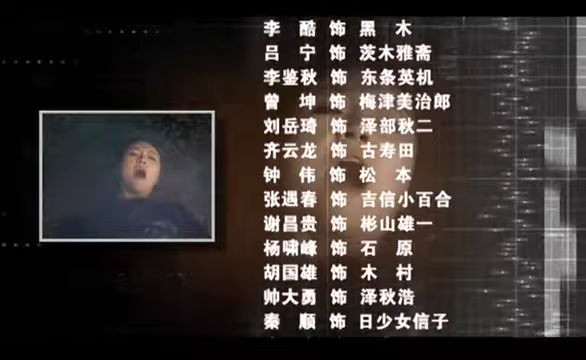 李 酷 饰 黑 木
吕 宁 饰 茨木雅斋
李鉴秋 饰 东条英机
曾 坤 饰 梅津美治郎
刘岳琦 饰 泽部秋二
齐云龙 饰 古寿田
钟 伟 饰 松 本
张遇春 饰 吉信小百合
谢昌贵 饰 彬山雄一
杨啸峰 饰 石 原
胡国雄 饰 木 村
帅大勇 饰 泽秋浩
秦 顺 饰 日少女信子